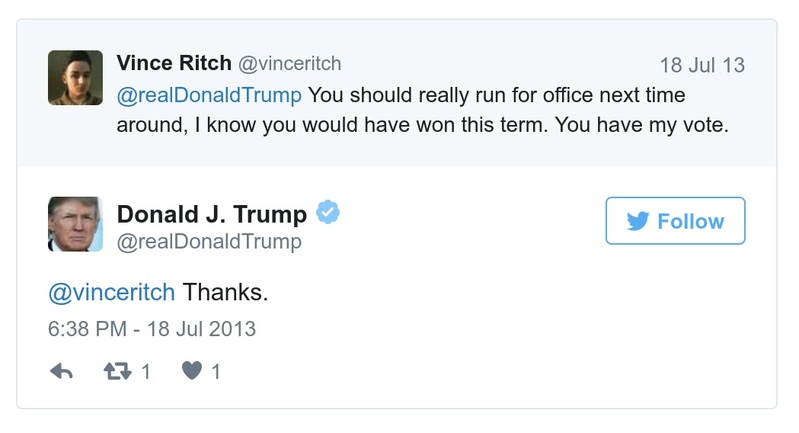 Vince Ritch @vinceritch 18 Jul 13
@realDonaldTrump You should really run for office next time
around, I know you would have won this term. You have my vote.
Donald J. Trump
@realDonaldTrump
Follow
@vinceritch Thanks.
6:38 PM - 18 Jul 2013
1 1